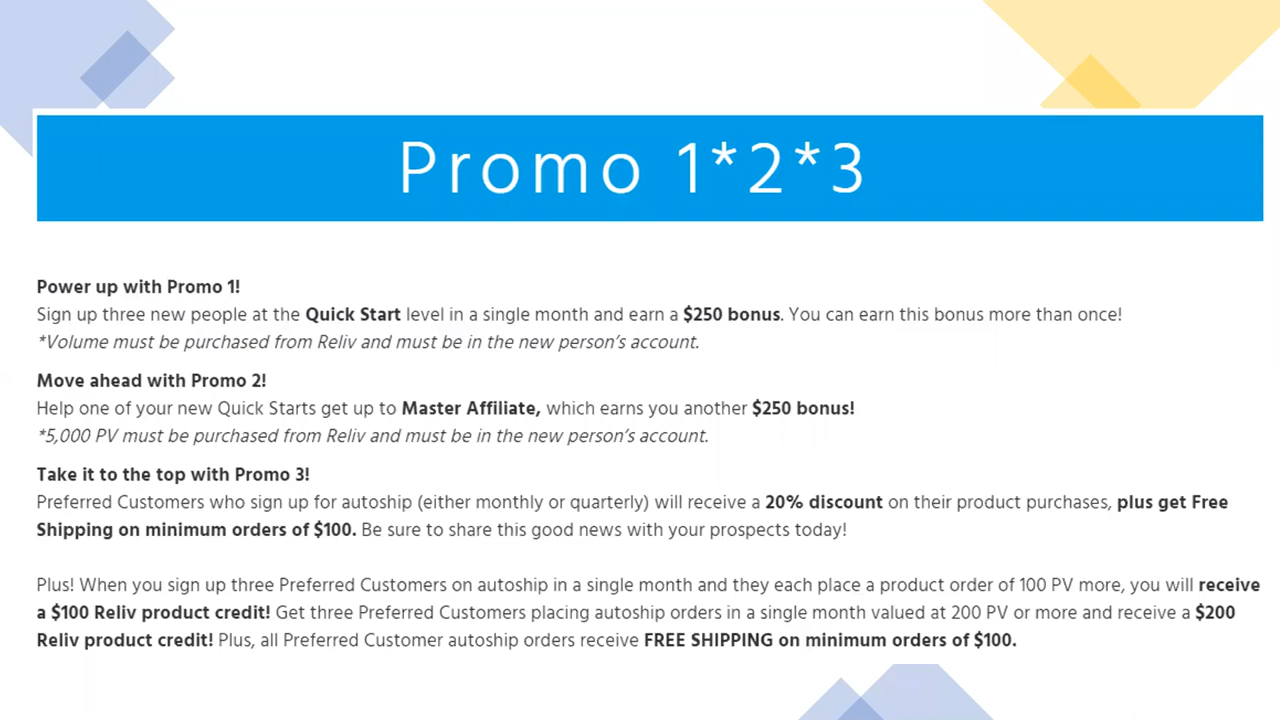 Promo 1*2*3
Power up with Promo 1!
Sign up three new people at the Quick Start level in a single month and earn a $250 bonus. You can earn this bonus more than once!
*Volume must be purchased from Reliv and must be in the new person's account.
Move ahead with Promo 2!
Help one of your new Quick Starts get up to Master Affiliate, which earns you another $250 bonus!
*5,000 PV must be purchased from Reliv and must be in the new person's account.
Take it to the top with Promo 3!
Preferred Customers who sign up for autoship (either monthly or quarterly) will receive a 20% discount on their product purchases, plus get Free
Shipping on minimum orders of $100. Be sure to share this good news with your prospects today!
Plus! When you sign up three Preferred Customers on autoship in a single month and they each place a product order of 100 PV more, you will receive
a $100 Reliv product credit! Get three Preferred Customers placing autoship orders in a single month valued at 200 PV or more and receive a $200
Reliv product credit! Plus, all Preferred Customer autoship orders receive FREE SHIPPING on minimum orders of $100.